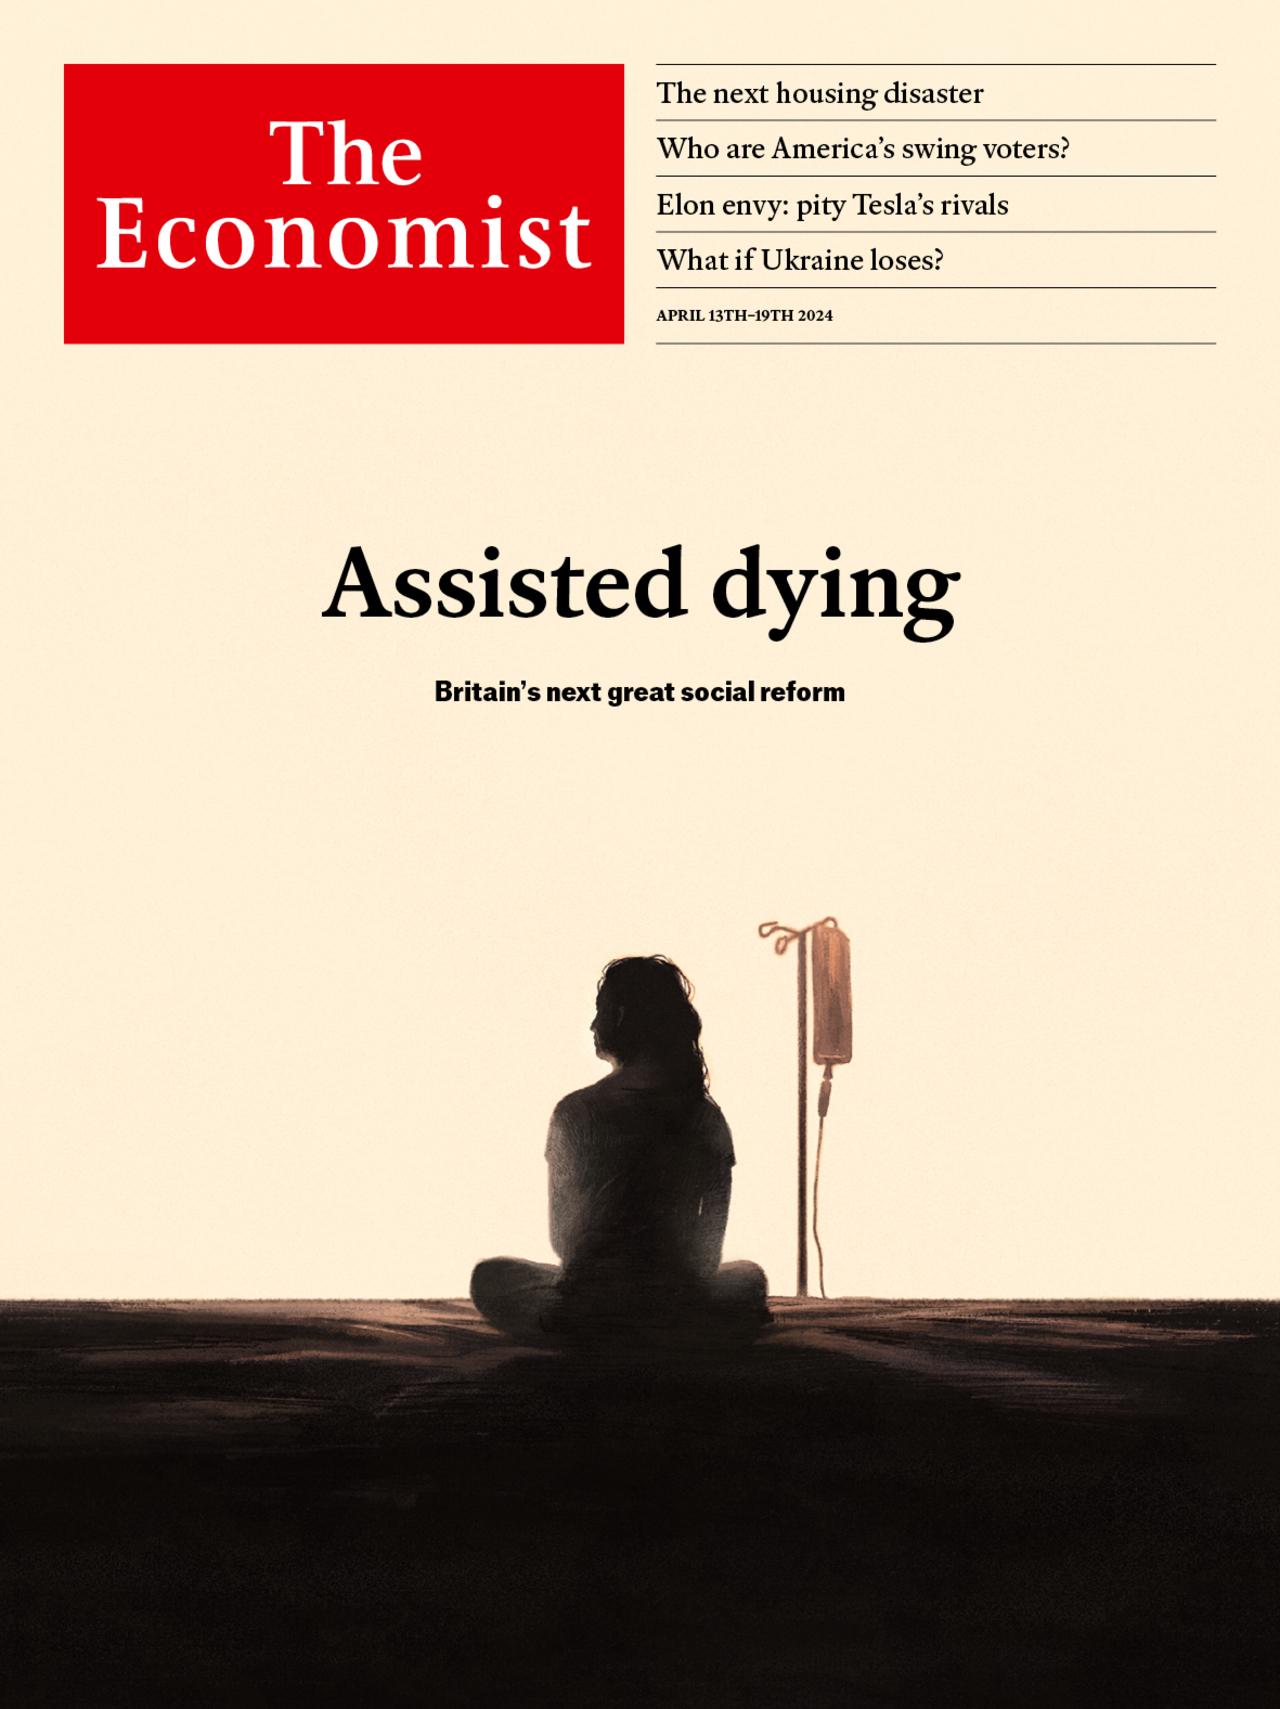 The
Economist
The next housing disaster
Who are America’s swing voters?
Elon envy: pity Tesla’s rivals
What if Ukraine loses?
APRIL 13TH–19TH 2024
Assisted dying
Britain’s next great social reform